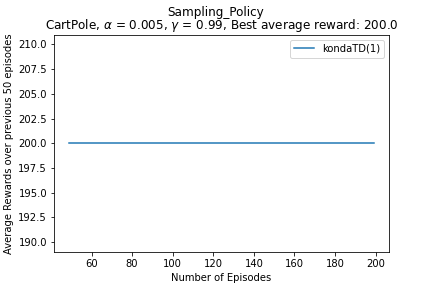 Sampling_Policy
CartPole, α = 0.005, γ = 0.99, Best average reward: 200.0
kondaTD(1)
Average Rewards over previous 50 episodes
210.0
207.5
205.0
202.5
200.0
197.5
195.0
192.5
190.0
60 80 100 120 140 160 180 200
Number of Episodes